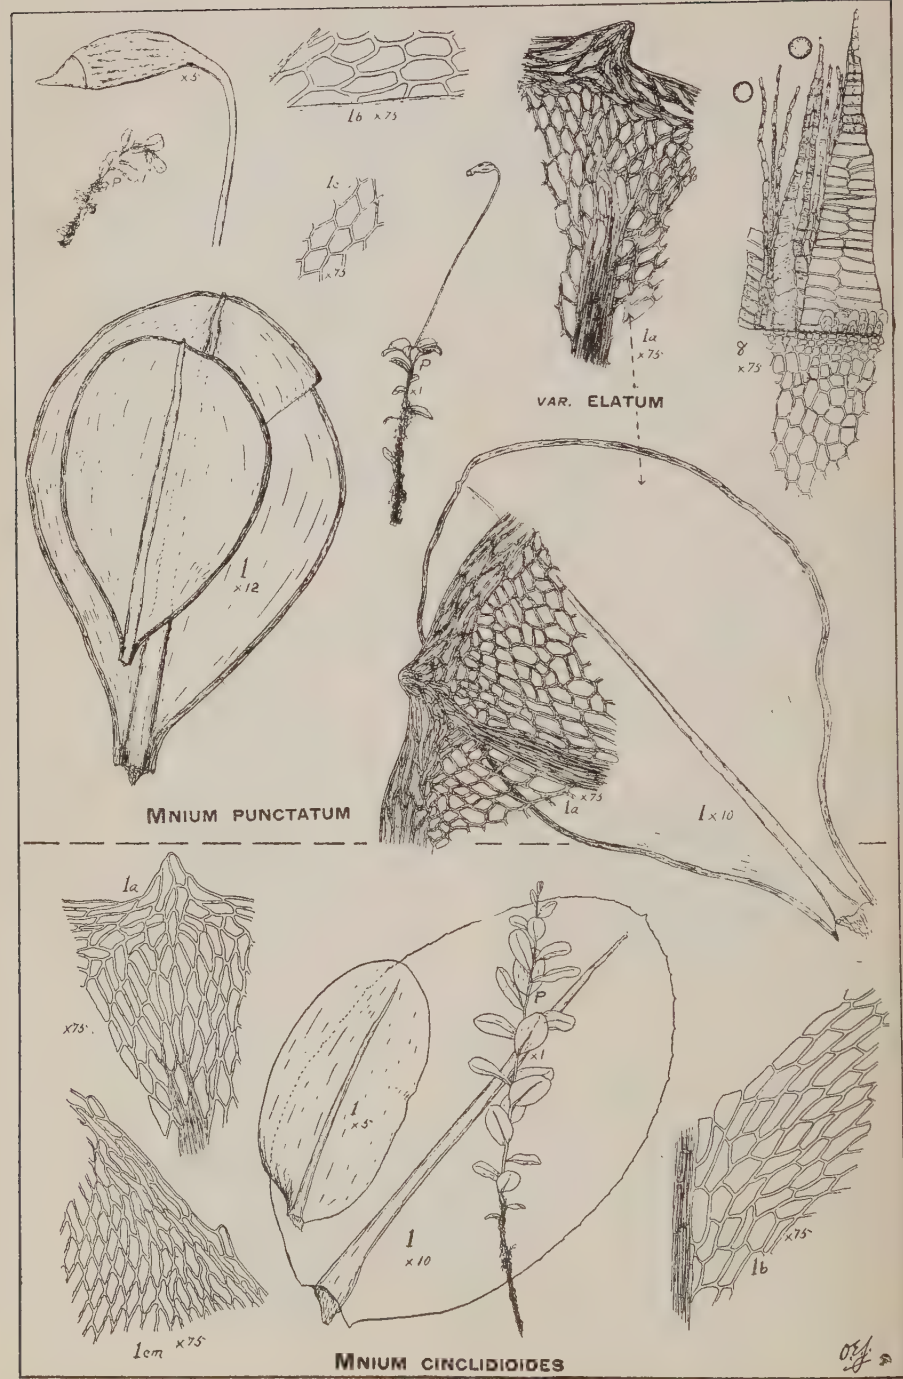 x5
1b x75
P x1
1c
x75
P
x1
1a
x75
VAR. ELATUM
g
x75
1
x12
MNIUM PUNCTATUM
1a x75
1 x10
1a
x75
P
x1
1
x5
1
x10
x75
1b
1cm x75
MNIUM CINCLIDIOIDES